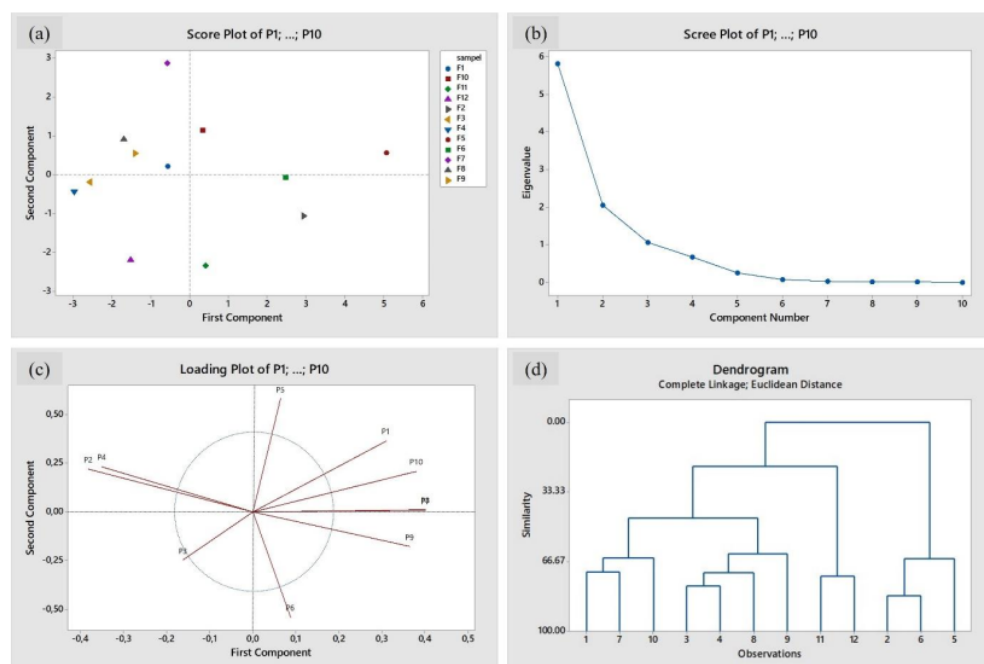 (a)
Score Plot of P1; ...; P10
3
2
1
0
-1
-2
-3
Second Component
-3 -2 -1 0 1 2 3 4 5 6
First Component
sampel
F1
F10
F11
F12
F2
F3
F4
F5
F6
F7
F8
F9
(b)
Scree Plot of P1; ...; P10
6
5
4
3
2
1
0
Eigenvalue
1 2 3 4 5 6 7 8 9 10
Component Number
(c)
Loading Plot of P1; ...; P10
0,50
0,25
0,00
-0,25
-0,50
Second Component
P5
P1
P2 P4
P10
P9
P3
P6
-0,4 -0,3 -0,2 -0,1 0,0 0,1 0,2 0,3 0,4
First Component
(d)
Dendrogram
Complete Linkage; Euclidean Distance
0.00
33.33
66.67
100.00
Similarity
1 7 10 3 4 8 9 11 12 2 6 5
Observations